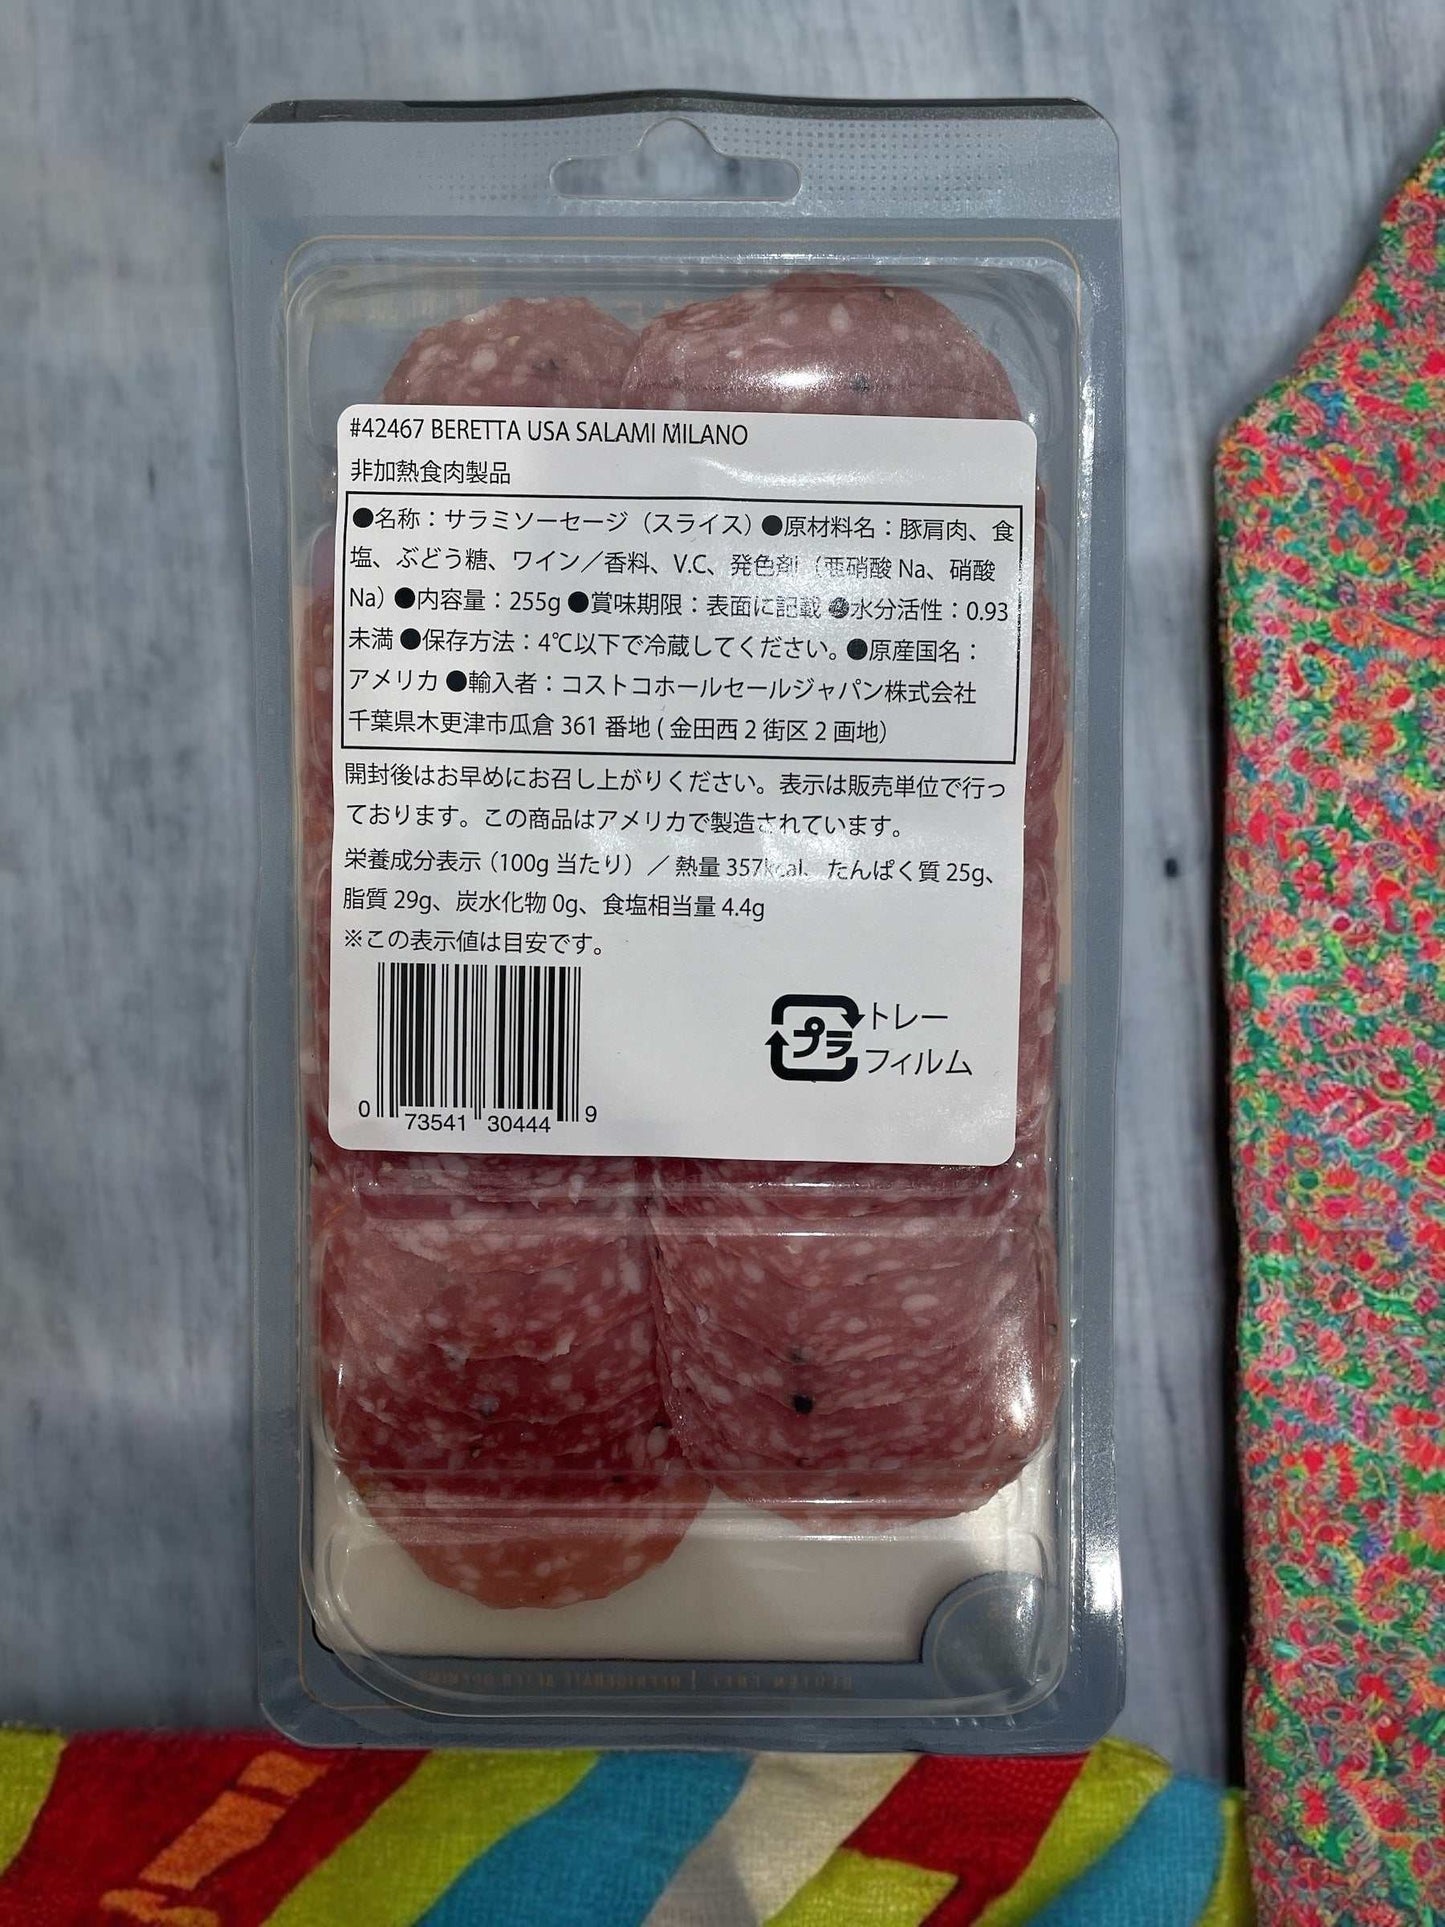 #42467 BERETTA USA SALAMI MILANO
非加熱食肉製品
●名称：サラミソーセージ（スライス）●原材料名：豚肩肉、食
塩、ぶどう糖、ワイン／香料、V.C、発色剤（亜硝酸 Na、硝酸
Na）●内容量：255g ●賞味期限：表面に記載 ●水分活性：0.93
未満 ●保存方法：4℃以下で冷蔵してください。●原産国名：
アメリカ ●輸入者：コストコホールセールジャパン株式会社
千葉県木更津市瓜倉 361 番地 ( 金田西 2 街区 2 画地）
開封後はお早めにお召し上がりください。表示は販売単位で行っ
ております。この商品はアメリカで製造されています。
栄養成分表示（100g 当たり）／ 熱量 357kcal、たんぱく質 25g、
脂質 29g、炭水化物 0g、食塩相当量 4.4g
※この表示値は目安です。
0 73541 30444 9
プラ トレー
フィルム
GLUTEN FREE | REFRIGERATE AFTER OPENING